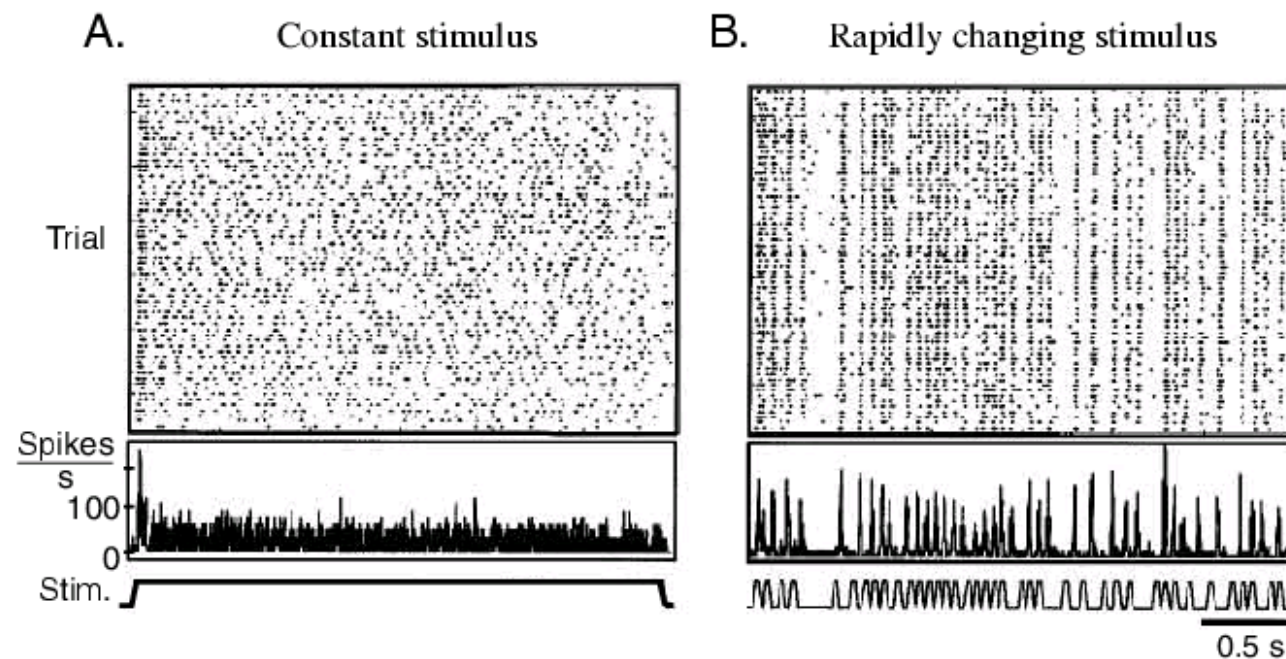 A. Constant stimulus
B. Rapidly changing stimulus
Trial
Spikes
s
100
0
Stim.
0.5 s